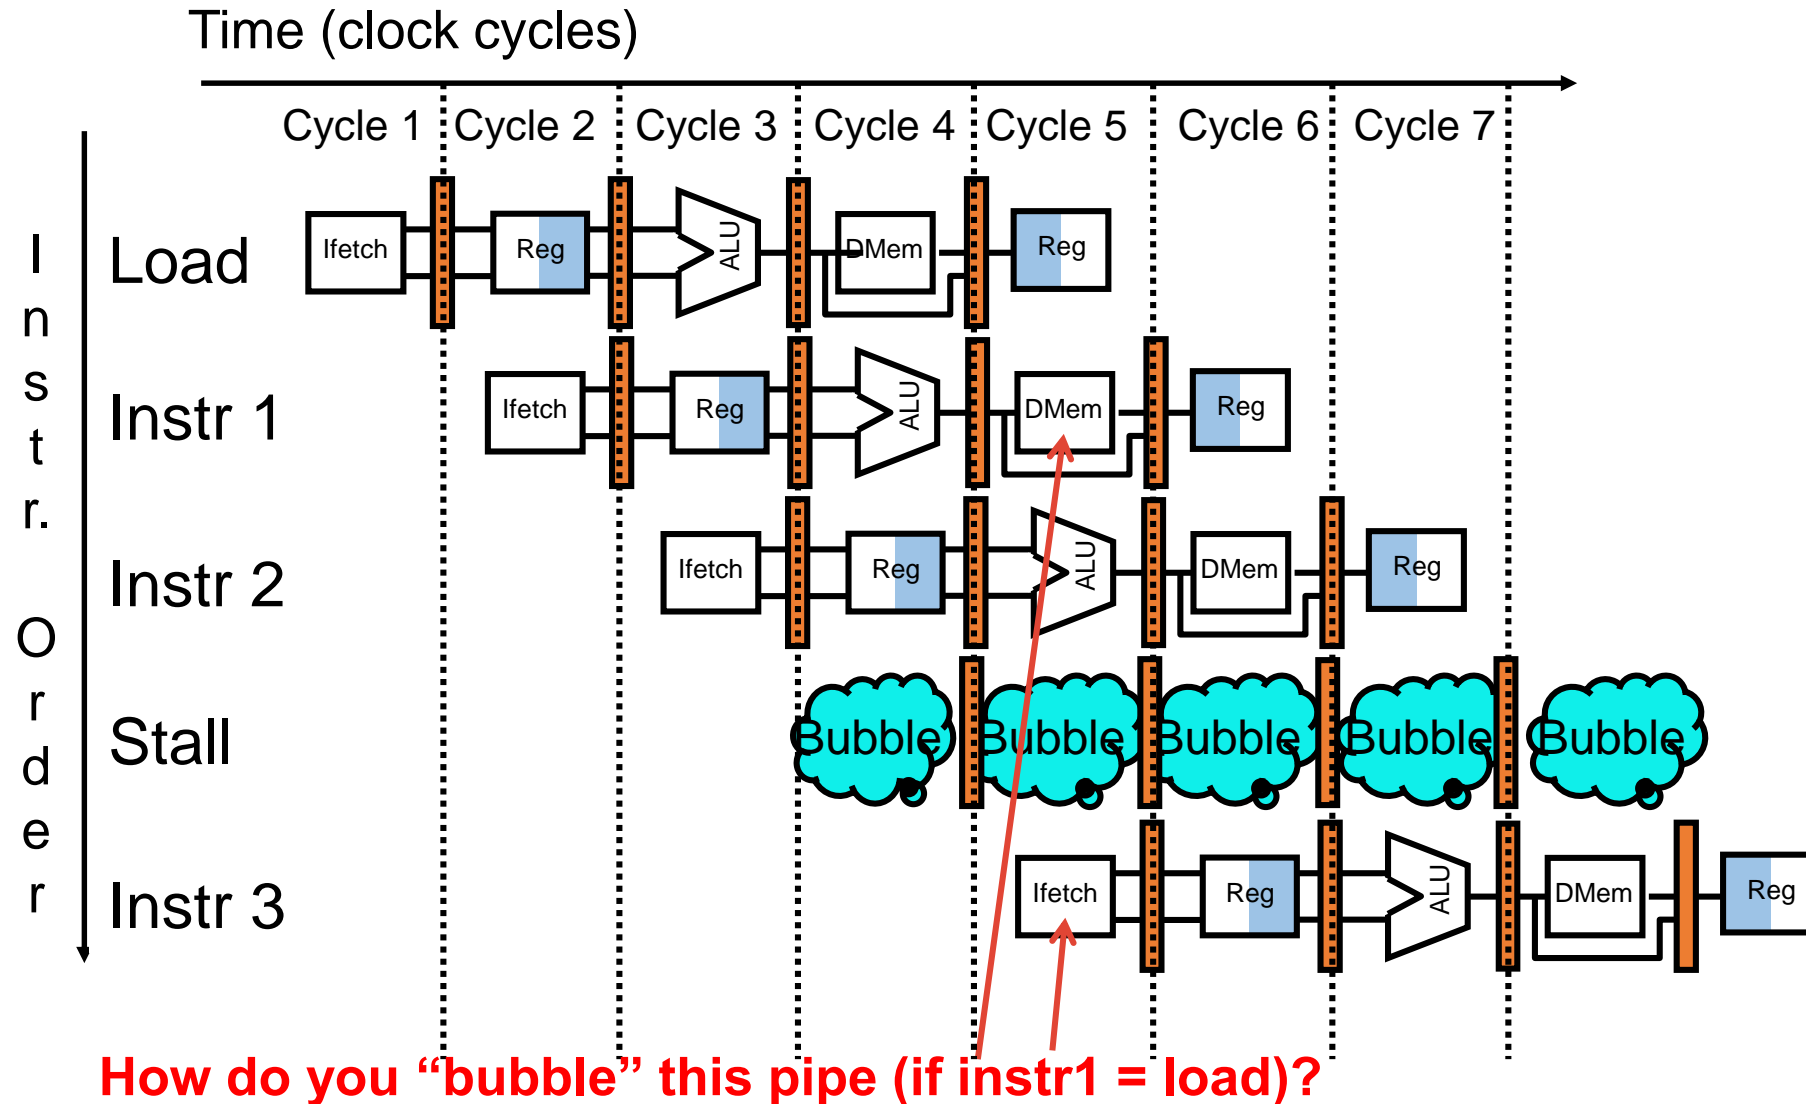 Time (clock cycles)
Cycle 1 Cycle 2 Cycle 3 Cycle 4 Cycle 5 Cycle 6 Cycle 7
Instr. Order
Load Ifetch Reg ALU DMem Reg
Instr 1 Ifetch Reg ALU DMem Reg
Instr 2 Ifetch Reg ALU DMem Reg
Stall Bubble Bubble Bubble Bubble Bubble
Instr 3 Ifetch Reg ALU DMem Reg
How do you “bubble” this pipe (if instr1 = load)?